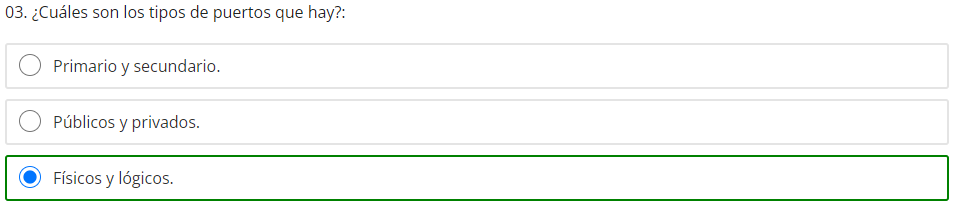 03. ¿Cuáles son los tipos de puertos que hay?:
Primario y secundario.
Públicos y privados.
Físicos y lógicos.